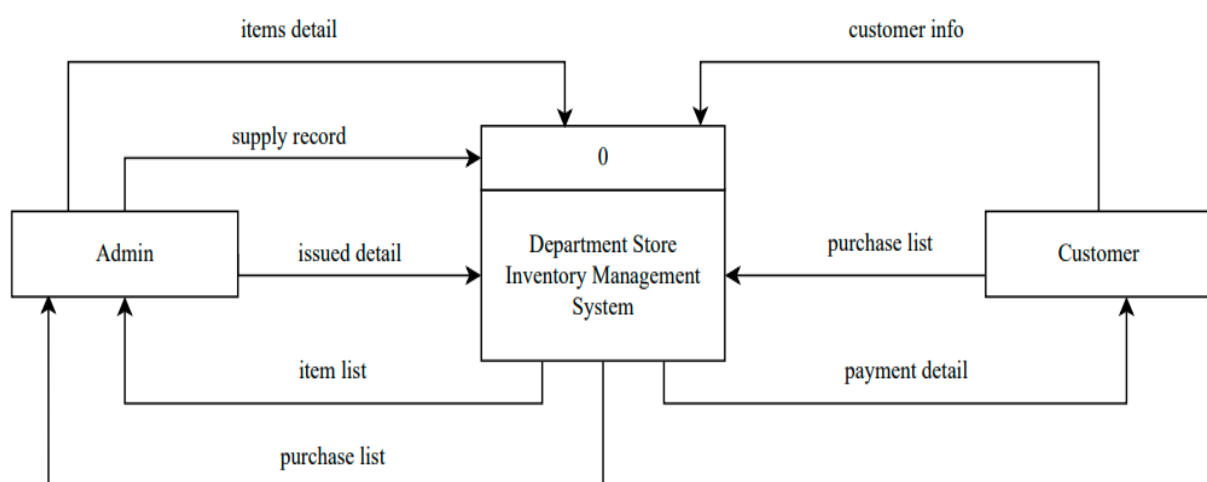 items detail
customer info
supply record
0
Admin
issued detail
Department Store
Inventory Management
System
purchase list
Customer
item list
payment detail
purchase list